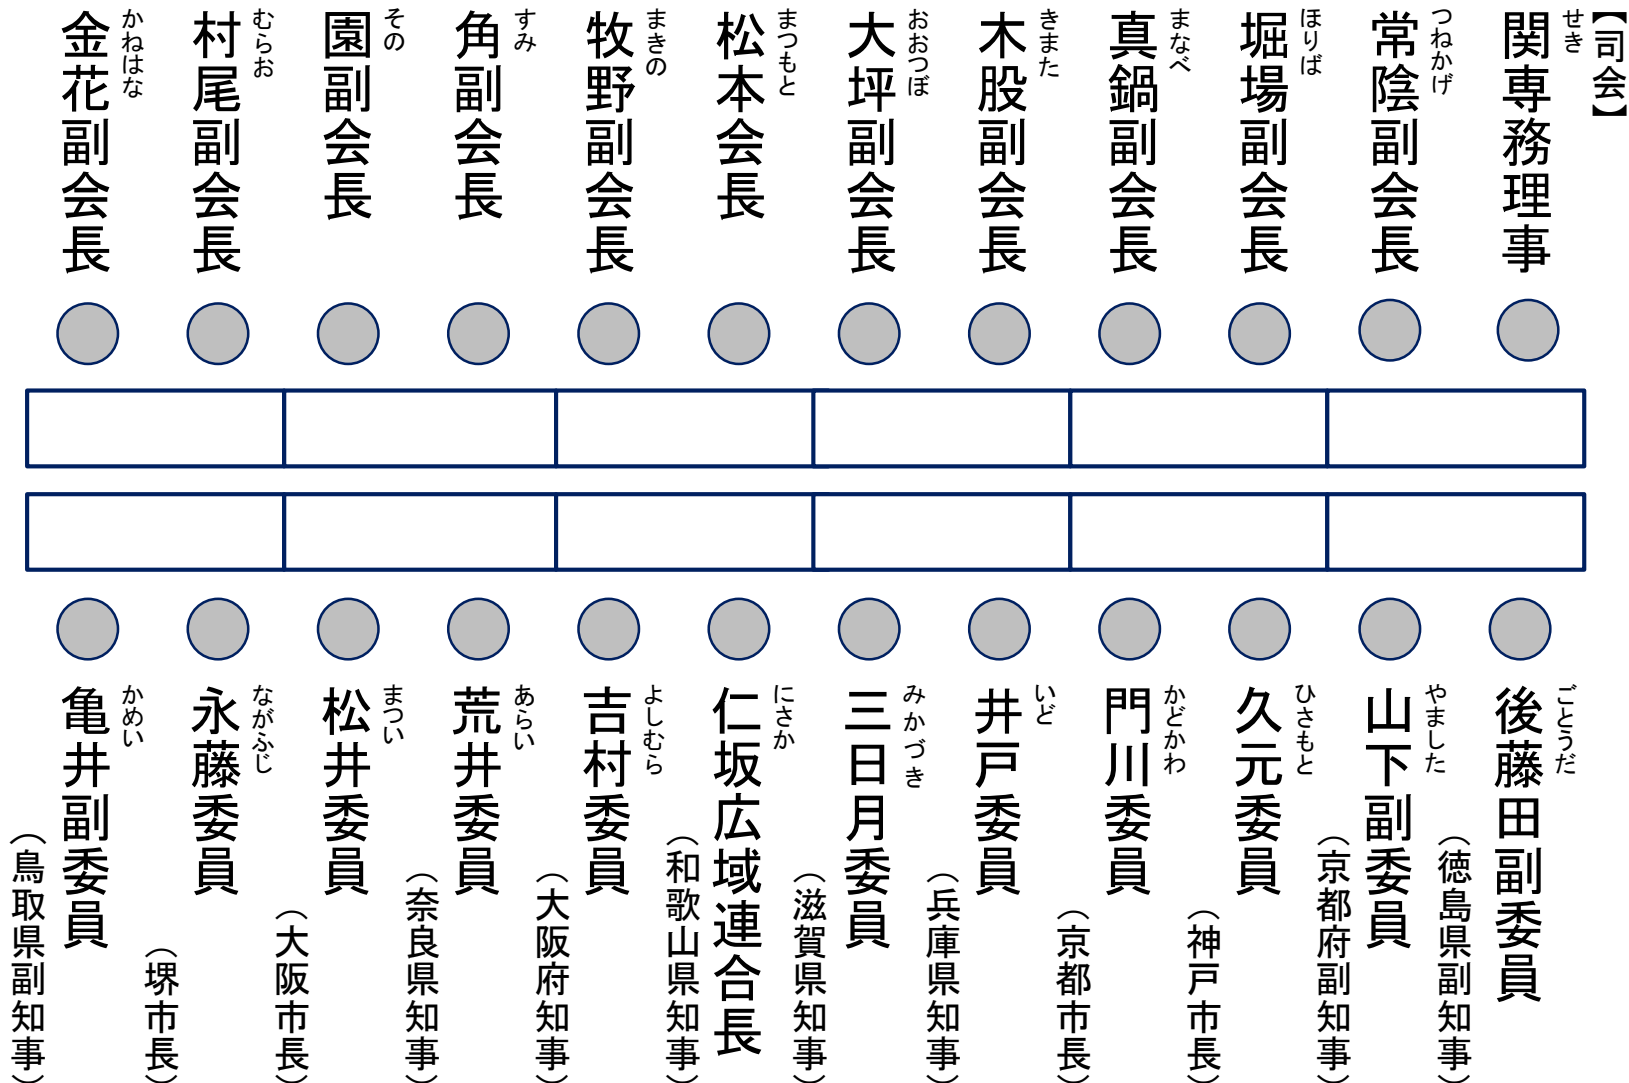 【司会】
せき
関専務理事
つねかげ
常陰副会長
ほりば
堀場副会長
まなべ
真鍋副会長
きまた
木股副会長
おおつぼ
大坪副会長
まつもと
松本会長
まきの
牧野副会長
すみ
角副会長
その
園副会長
むらお
村尾副会長
かねはな
金花副会長
ごとうだ
後藤田副委員
（徳島県副知事）
やました
山下副委員
（京都府副知事）
ひさもと
久元委員
（神戸市長）
かどかわ
門川委員
（京都市長）
いど
井戸委員
（兵庫県知事）
みかづき
三日月委員
（滋賀県知事）
にさか
仁坂広域連合長
（和歌山県知事）
よしむら
吉村委員
（大阪府知事）
あらい
荒井委員
（奈良県知事）
まつい
松井委員
（大阪市長）
ながふじ
永藤委員
（堺市長）
かめい
亀井副委員
（鳥取県副知事）